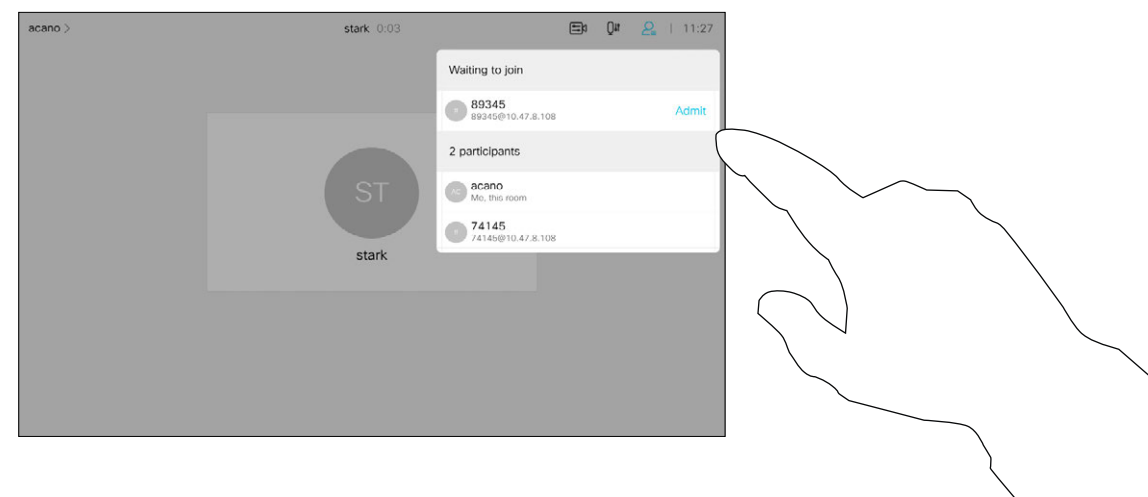 acano >
stark 0:03
11:27
Waiting to join
89345
89345@10.47.8.108
Admit
2 participants
AC
acano
Me, this room
74145
74145@10.47.8.108
ST
stark